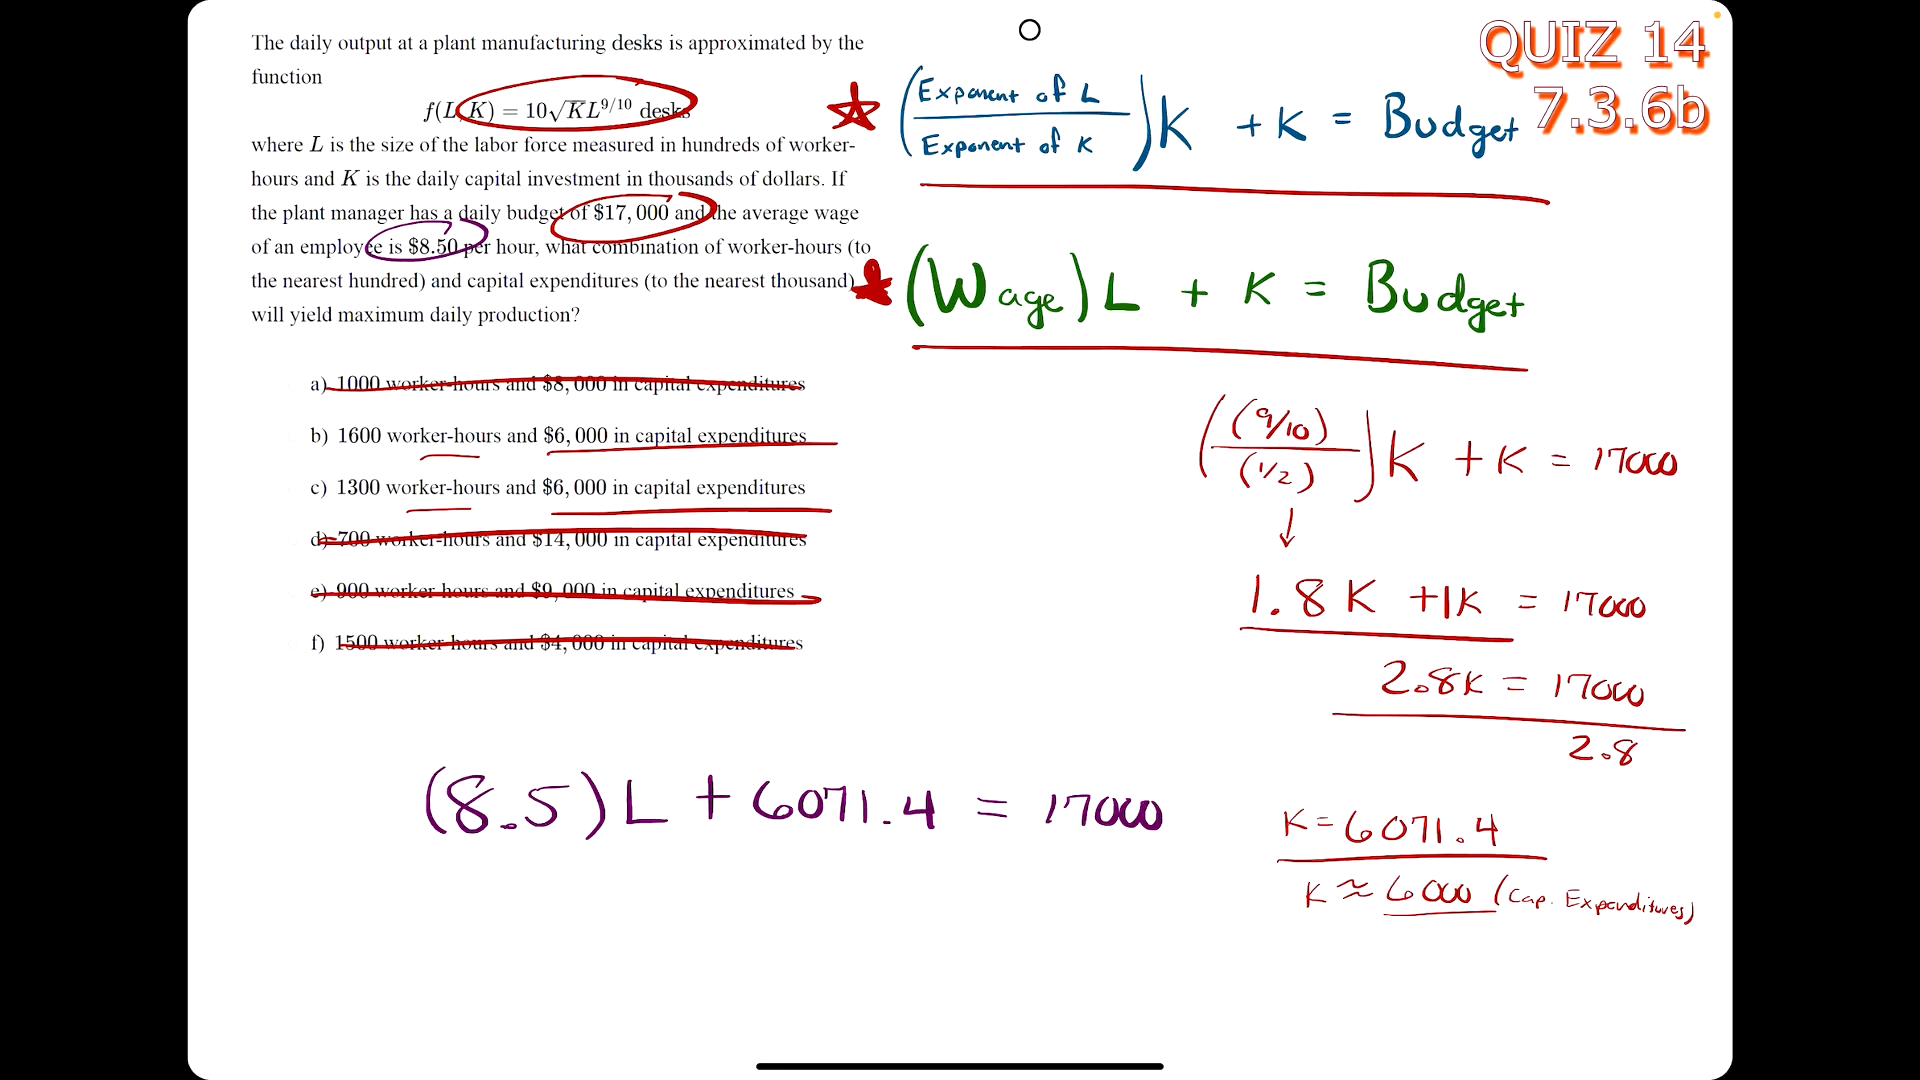 The daily output at a plant manufacturing desks is approximated by the
function
f(L, K) = 10√KL^9/10 desks
where L is the size of the labor force measured in hundreds of worker-
hours and K is the daily capital investment in thousands of dollars. If
the plant manager has a daily budget of $17,000 and the average wage
of an employee is $8.50 per hour, what combination of worker-hours (to
the nearest hundred) and capital expenditures (to the nearest thousand)
will yield maximum daily production?
a) 1000 worker-hours and $8,000 in capital expenditures
b) 1600 worker-hours and $6,000 in capital expenditures
c) 1300 worker-hours and $6,000 in capital expenditures
d) 700 worker-hours and $14,000 in capital expenditures
e) 900 worker-hours and $9,000 in capital expenditures
f) 1500 worker-hours and $4,000 in capital expenditures
(8.5)L + 6071.4 = 17000
QUIZ 14
7.3.6b
(Exponent of L / Exponent of K)K + K = Budget
(Wage)L + K = Budget
((9/10) / (1/2))K + K = 17000
1.8K + 1K = 17000
2.8K = 17000
2.8
K = 6071.4
K ≈ 6000 (Cap. Expenditures)